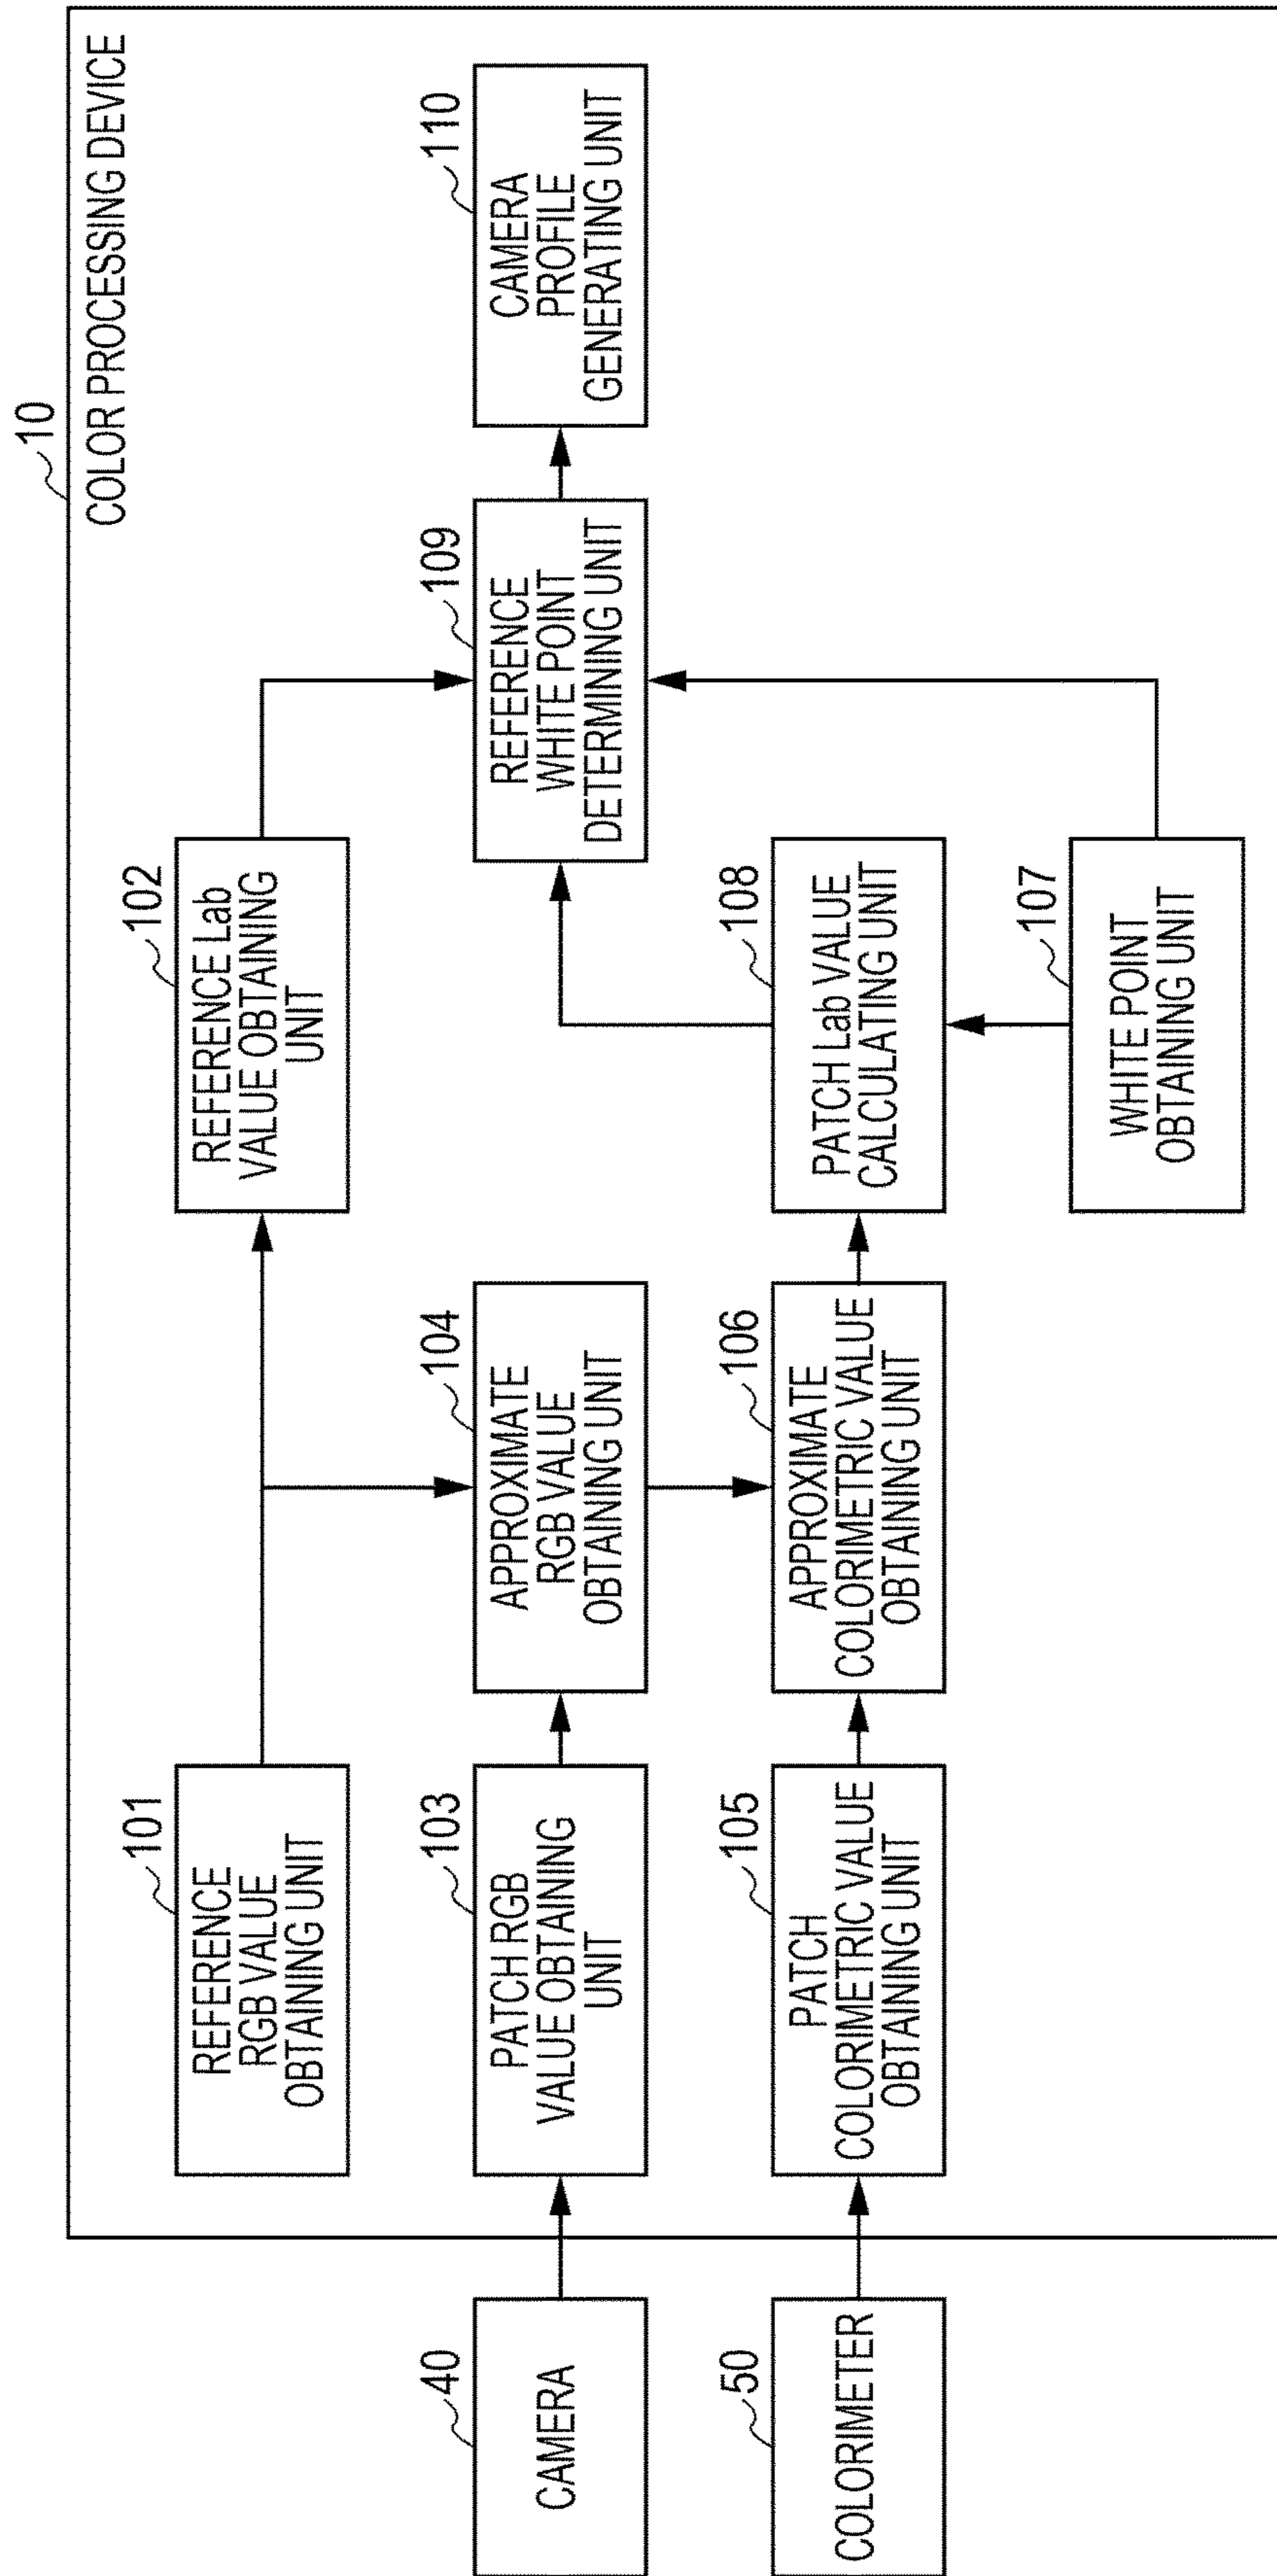 10
COLOR PROCESSING DEVICE
101
REFERENCE
RGB VALUE
OBTAINING UNIT
102
REFERENCE Lab
VALUE OBTAINING
UNIT
40
CAMERA
103
PATCH RGB
VALUE OBTAINING
UNIT
104
APPROXIMATE
RGB VALUE
OBTAINING UNIT
109
REFERENCE
WHITE POINT
DETERMINING UNIT
110
CAMERA
PROFILE
GENERATING UNIT
50
COLORIMETER
105
PATCH
COLORIMETRIC VALUE
OBTAINING UNIT
106
APPROXIMATE
COLORIMETRIC VALUE
OBTAINING UNIT
108
PATCH Lab VALUE
CALCULATING UNIT
107
WHITE POINT
OBTAINING UNIT